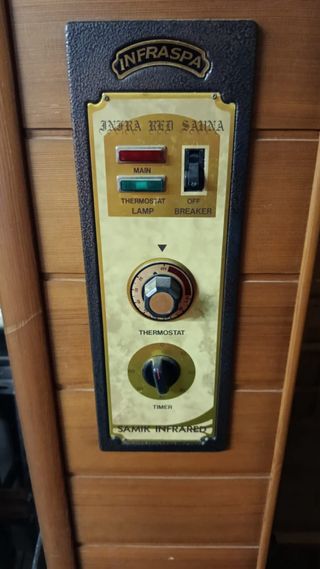 INFRASPA
INFRA RED SAUNA
MAIN
THERMOSTAT
LAMP
OFF
BREAKER
THERMOSTAT
TIMER
SAMIK INFRARED